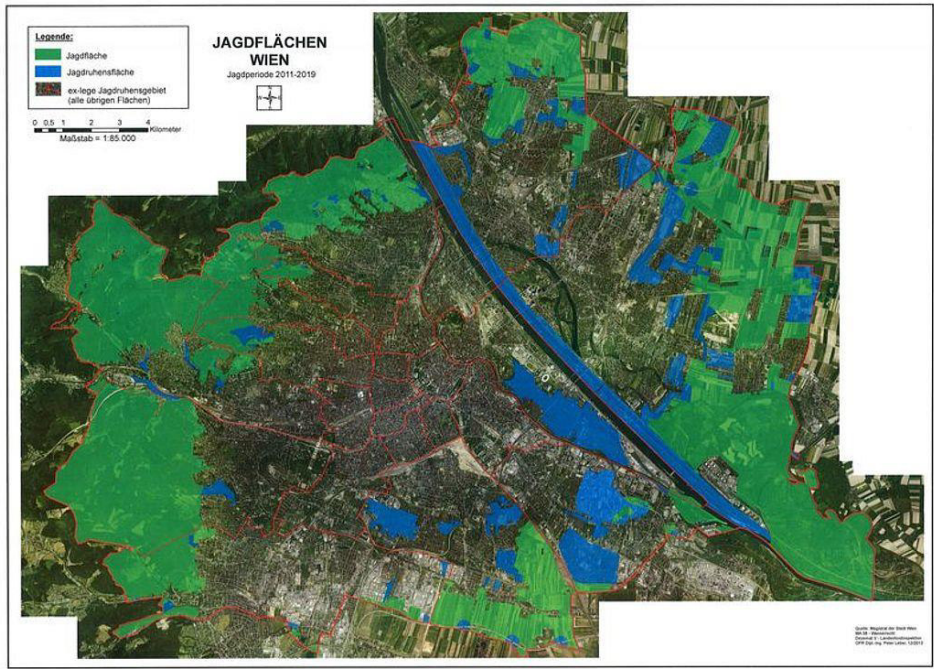 JAGDFLÄCHEN
WIEN
Jagdperiode 2011-2019
Legende:
Jagdfläche
Jagdruhensfläche
ex-lege Jagdruhensgebiet
(alle übrigen Flächen)
0 0,5 1 2 3 4
Kilometer
Maßstab = 1:85.000
Quelle: Magistrat der Stadt Wien